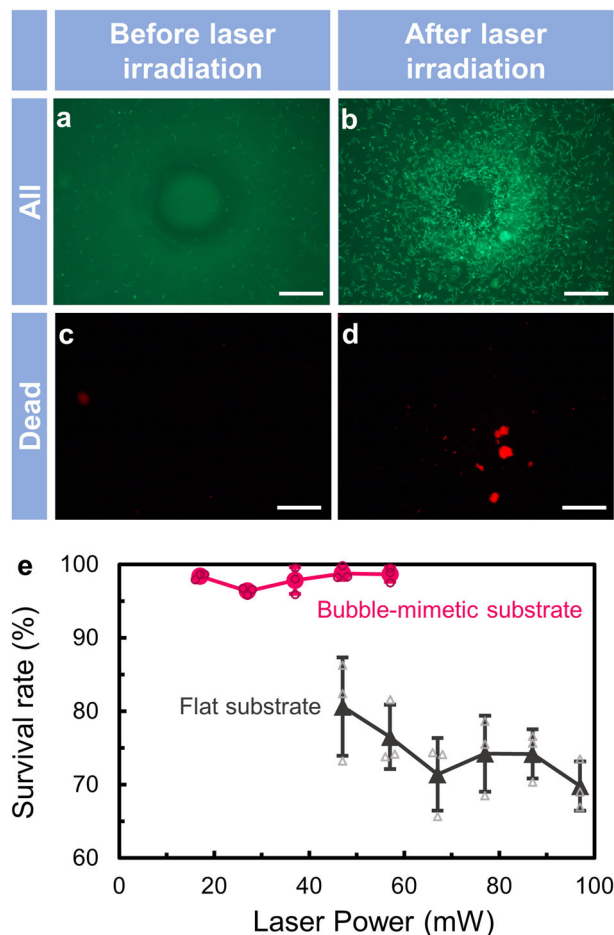 Before laser
irradiation
After laser
irradiation
All
a
b
Dead
c
d
e
100
90
80
70
60
Survival rate (%)
Bubble-mimetic substrate
Flat substrate
0
20
40
60
80
100
Laser Power (mW)